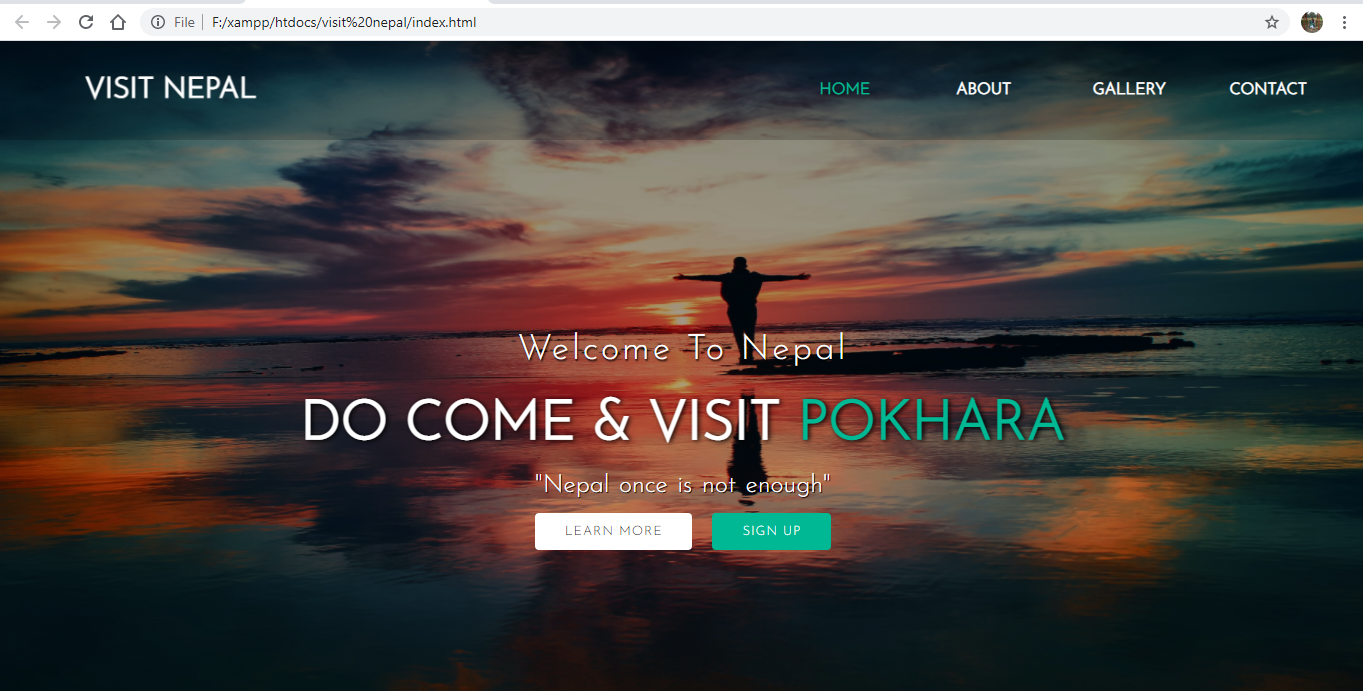 File F:/xampp/htdocs/visit%20nepal/index.html
VISIT NEPAL HOME ABOUT GALLERY CONTACT
Welcome To Nepal
DO COME & VISIT POKHARA
"Nepal once is not enough"
LEARN MORE SIGN UP